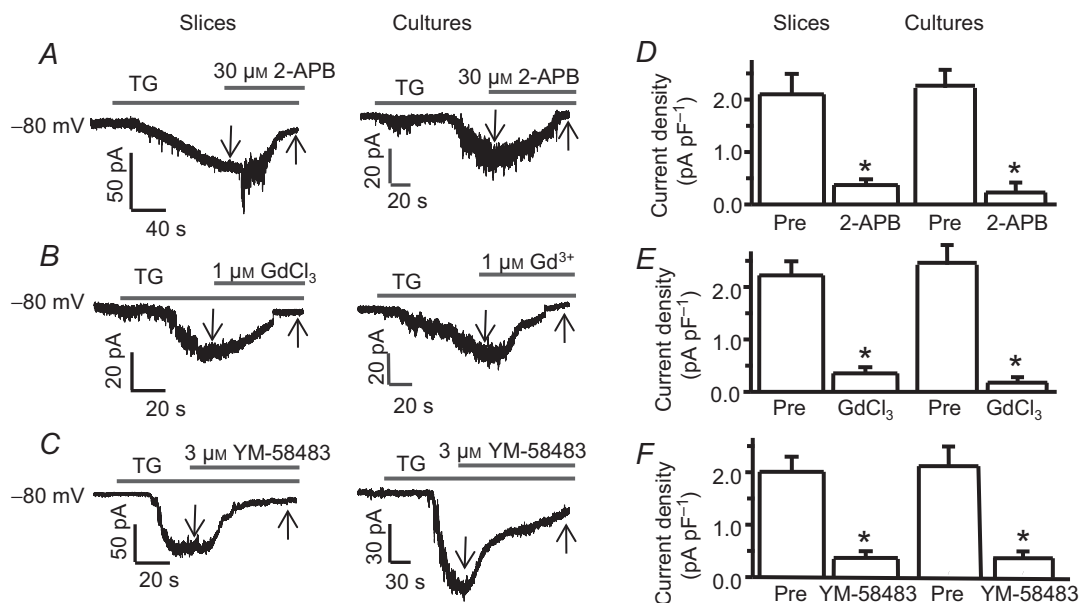 Slices
Cultures
A
TG
30 µM 2-APB
–80 mV
50 pA
40 s
TG
30 µM 2-APB
20 pA
20 s
B
TG
1 µM GdCl₃
–80 mV
20 pA
20 s
TG
1 µM Gd³⁺
20 pA
20 s
C
TG
3 µM YM-58483
–80 mV
50 pA
20 s
TG
3 µM YM-58483
30 pA
30 s
Slices
Cultures
D
Current density
(pA pF⁻¹)
2.0
1.0
0.0
*
*
Pre
2-APB
Pre
2-APB
E
Current density
(pA pF⁻¹)
2.0
1.0
0.0
*
*
Pre
GdCl₃
Pre
GdCl₃
F
Current density
(pA pF⁻¹)
2.0
1.0
0.0
*
*
Pre
YM-58483
Pre
YM-58483